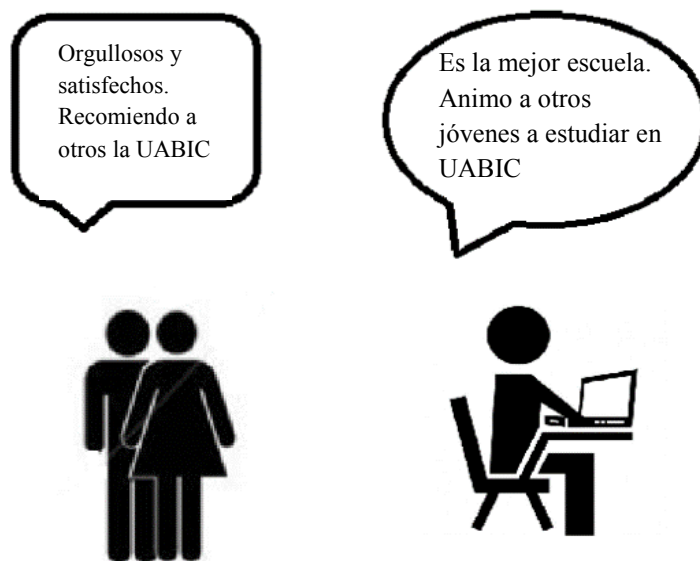 Orgullosos y
satisfechos.
Recomiendo a
otros la UABIC
Es la mejor escuela.
Animo a otros
jóvenes a estudiar en
UABIC